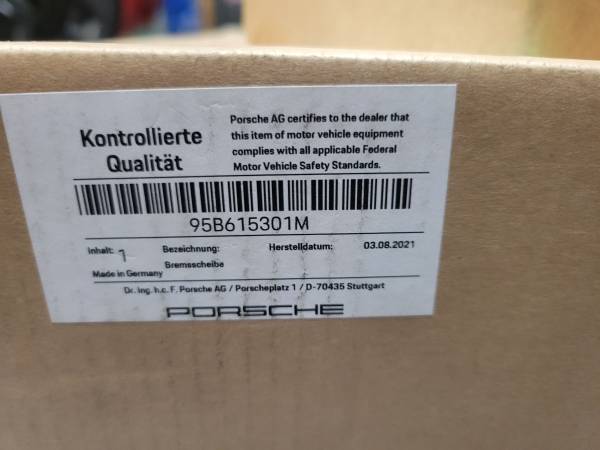 Kontrollierte
Qualität
Porsche AG certifies to the dealer that
this item of motor vehicle equipment
complies with all applicable Federal
Motor Vehicle Safety Standards.
95B615301M
Inhalt: 1 Bezeichnung: Herstelldatum: 03.08.2021
Bremsscheibe
Made in Germany
Dr. Ing. h.c. F. Porsche AG / Porscheplatz 1 / D-70435 Stuttgart
PORSCHE